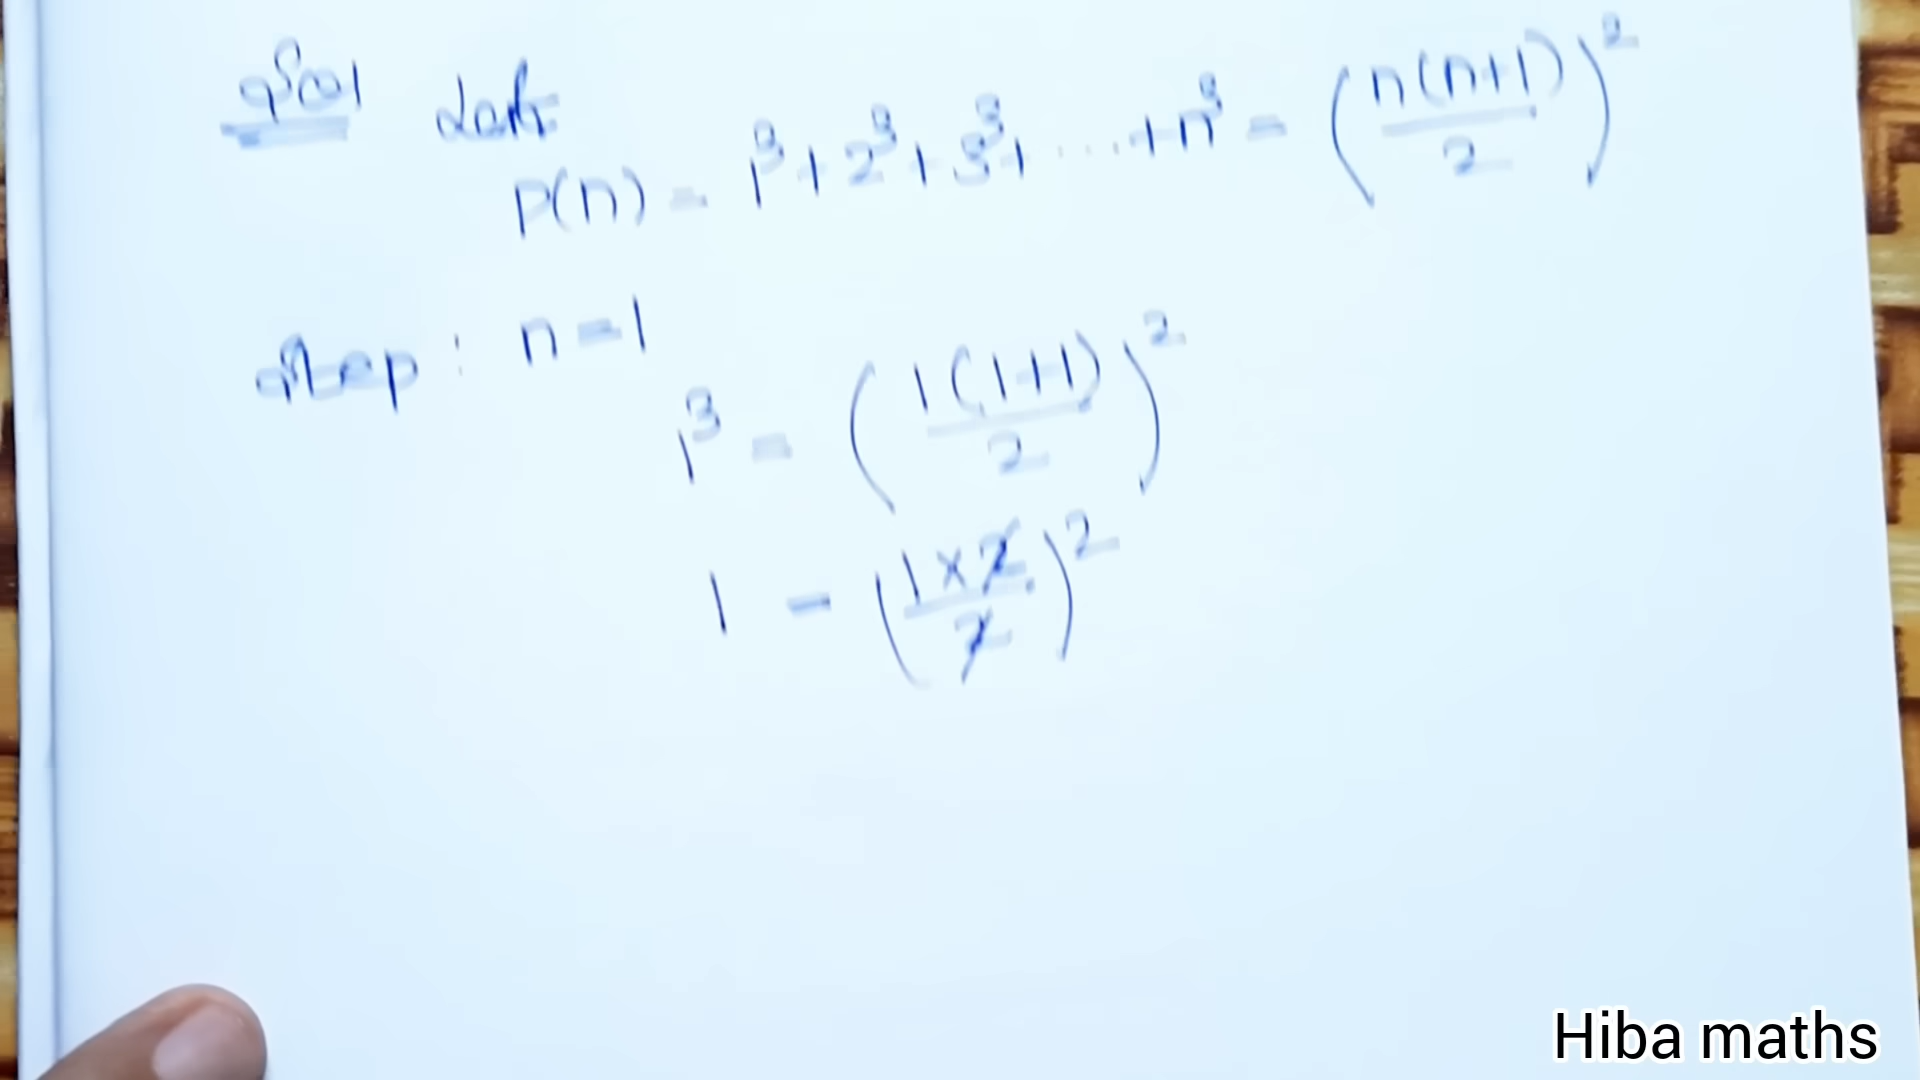 Sol Let
P(n) = 1³ + 2³ + 3³ + ... + n³ = (n(n+1)/2)²
Step : n = 1
1³ = (1(1+1)/2)²
1 = (1×2/2)²
Hiba maths